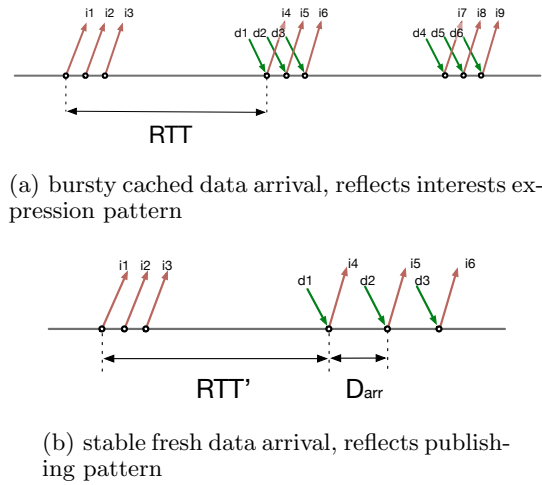 i1 i2 i3 d1 d2 d3 i4 i5 i6 d4 d5 d6 i7 i8 i9
RTT
(a) bursty cached data arrival, reflects interests ex-
pression pattern
i1 i2 i3 d1 i4 d2 i5 d3 i6
RTT' Darr
(b) stable fresh data arrival, reflects publish-
ing pattern